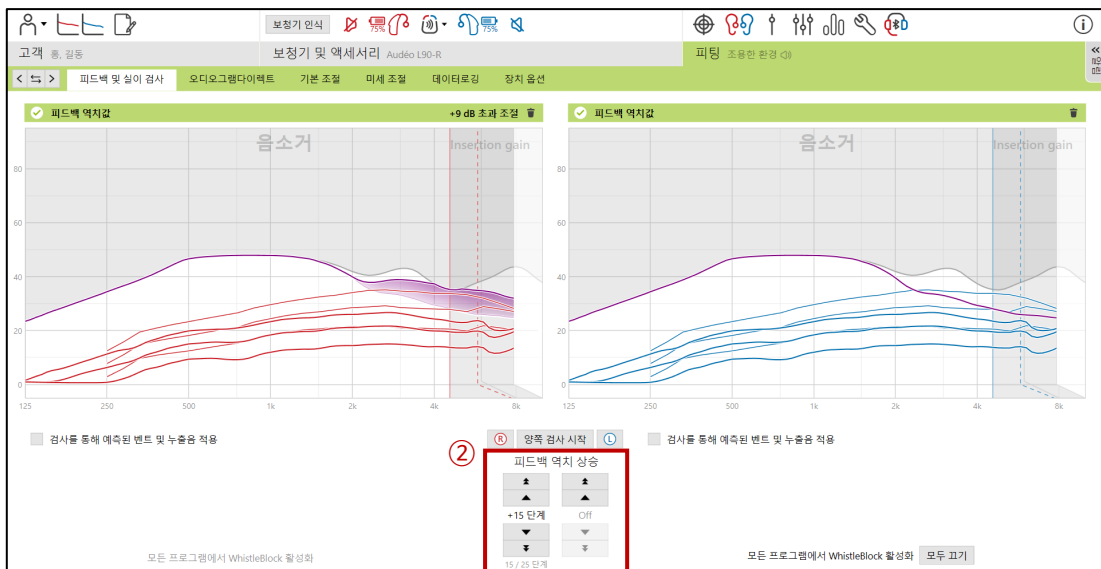 보청기 인식
75%
75%
고객 홍, 길동
보청기 및 액세서리 Audéo L90-R
피팅 조용한 환경
알림
피드백 및 실이 검사 오디오그램다이렉트 기본 조절 미세 조절 데이터로깅 장치 옵션
피드백 역치값 +9 dB 초과 조절
피드백 역치값
음소거 Insertion gain
음소거 Insertion gain
80
60
40
20
0
125 250 500 1k 2k 4k 8k
80
60
40
20
0
125 250 500 1k 2k 4k 8k
검사를 통해 예측된 벤트 및 누출음 적용
R 양쪽 검사 시작 L
검사를 통해 예측된 벤트 및 누출음 적용
②
피드백 역치 상승
+15 단계 Off
15 / 25 단계
모든 프로그램에서 WhistleBlock 활성화
모든 프로그램에서 WhistleBlock 활성화 모두 끄기